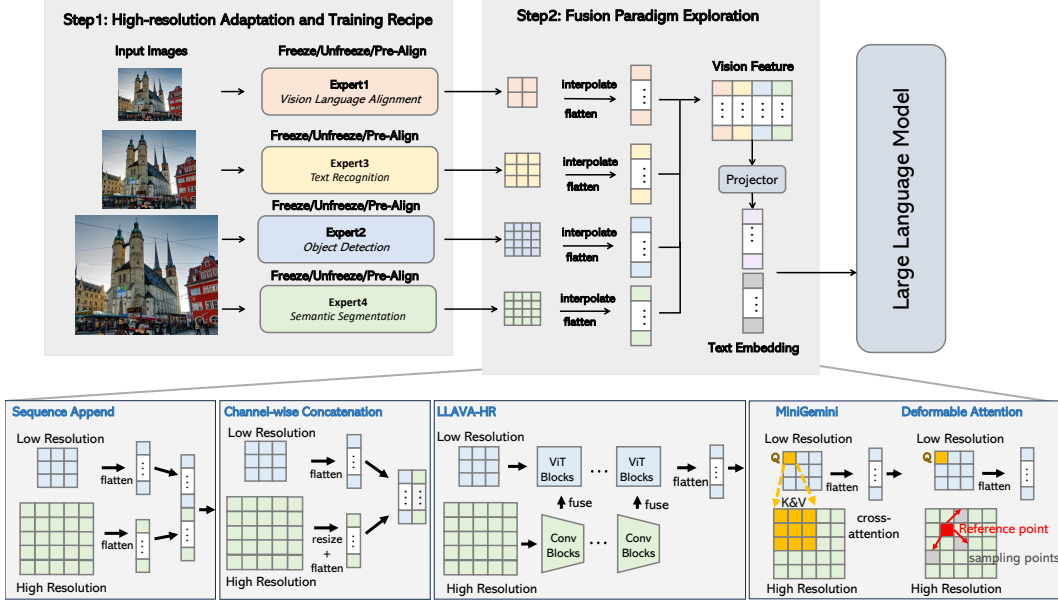 Step1: High-resolution Adaptation and Training Recipe
Input Images
Freeze/Unfreeze/Pre-Align
Expert1
Vision Language Alignment
Freeze/Unfreeze/Pre-Align
Expert3
Text Recognition
Freeze/Unfreeze/Pre-Align
Expert2
Object Detection
Freeze/Unfreeze/Pre-Align
Expert4
Semantic Segmentation
Step2: Fusion Paradigm Exploration
interpolate
flatten
interpolate
flatten
interpolate
flatten
interpolate
flatten
Vision Feature
Projector
Text Embedding
Large Language Model
Sequence Append
Low Resolution
flatten
flatten
High Resolution
Channel-wise Concatenation
Low Resolution
flatten
resize
+
flatten
High Resolution
LLAVA-HR
Low Resolution
ViT
Blocks
...
ViT
Blocks
flatten
fuse
fuse
Conv
Blocks
...
Conv
Blocks
High Resolution
MiniGemini
Low Resolution
Q
flatten
K&V
cross-
attention
High Resolution
Deformable Attention
Low Resolution
Q
flatten
Reference point
sampling points
High Resolution